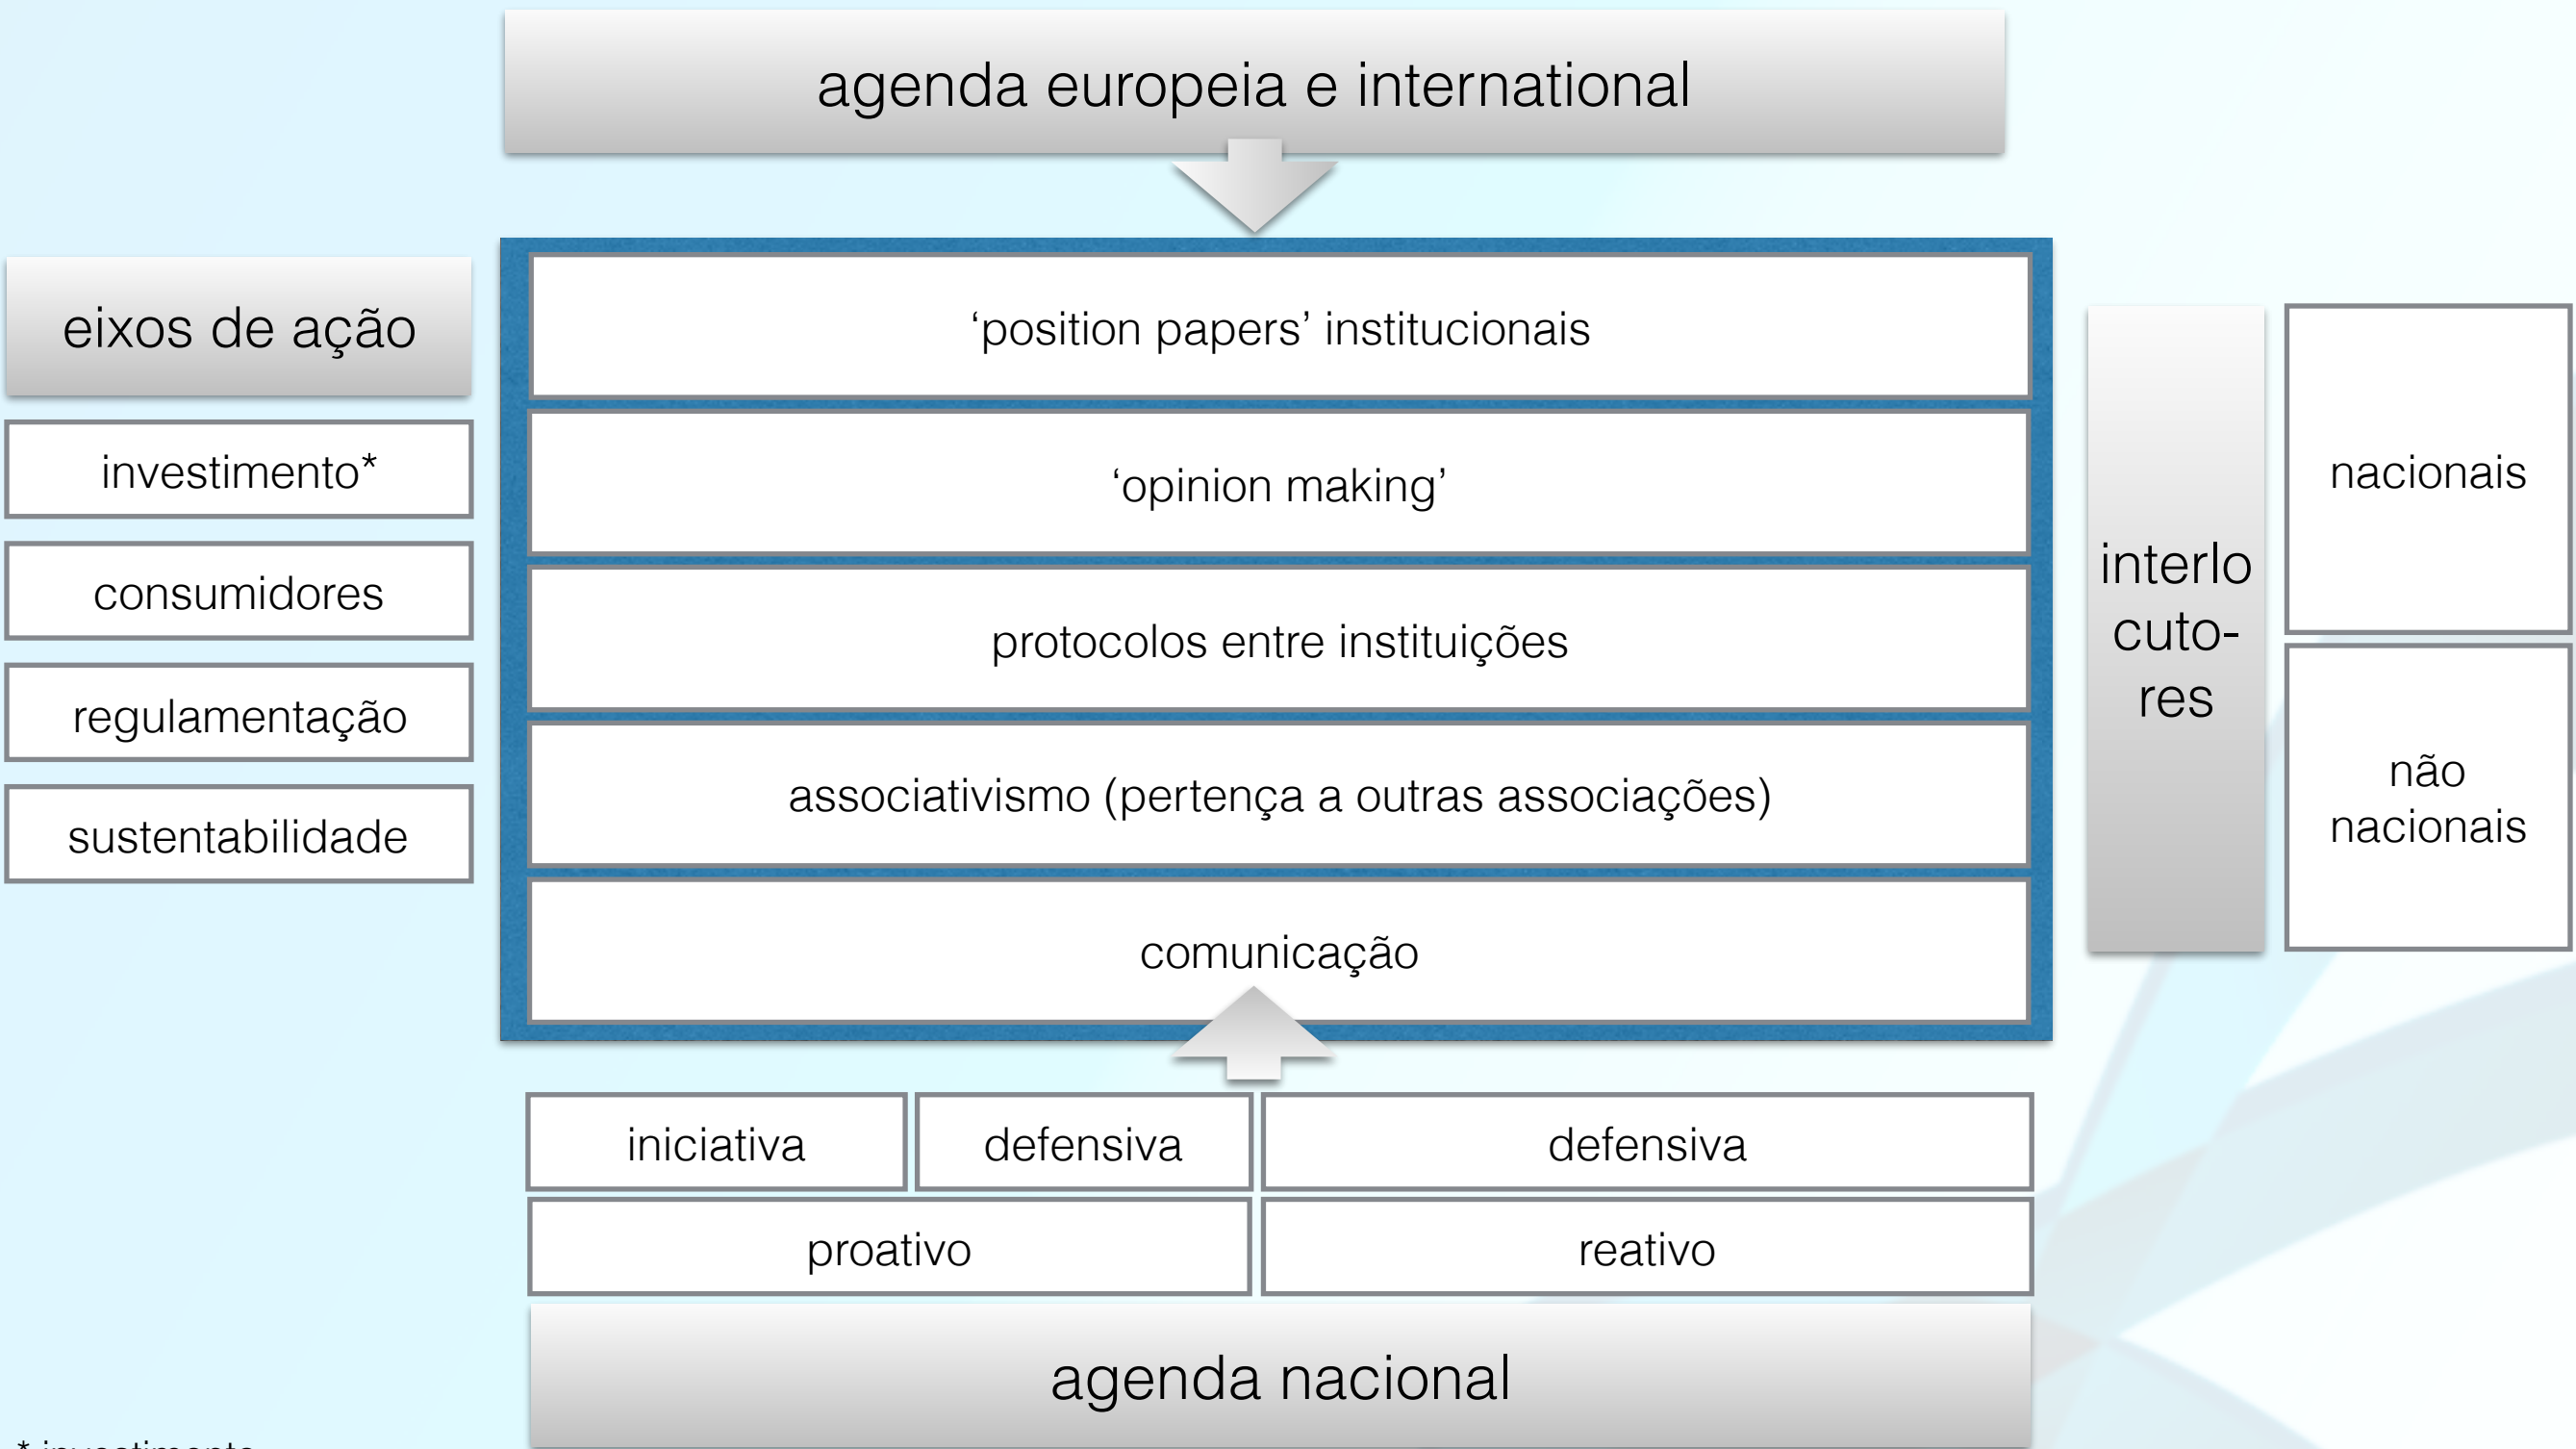 agenda europeia e international
eixos de ação
investimento*
consumidores
regulamentação
sustentabilidade
‘position papers’ institucionais
‘opinion making’
protocolos entre instituições
associativismo (pertença a outras associações)
comunicação
interlo
cuto-
res
nacionais
não
nacionais
iniciativa
defensiva
defensiva
proativo
reativo
agenda nacional
* investimento